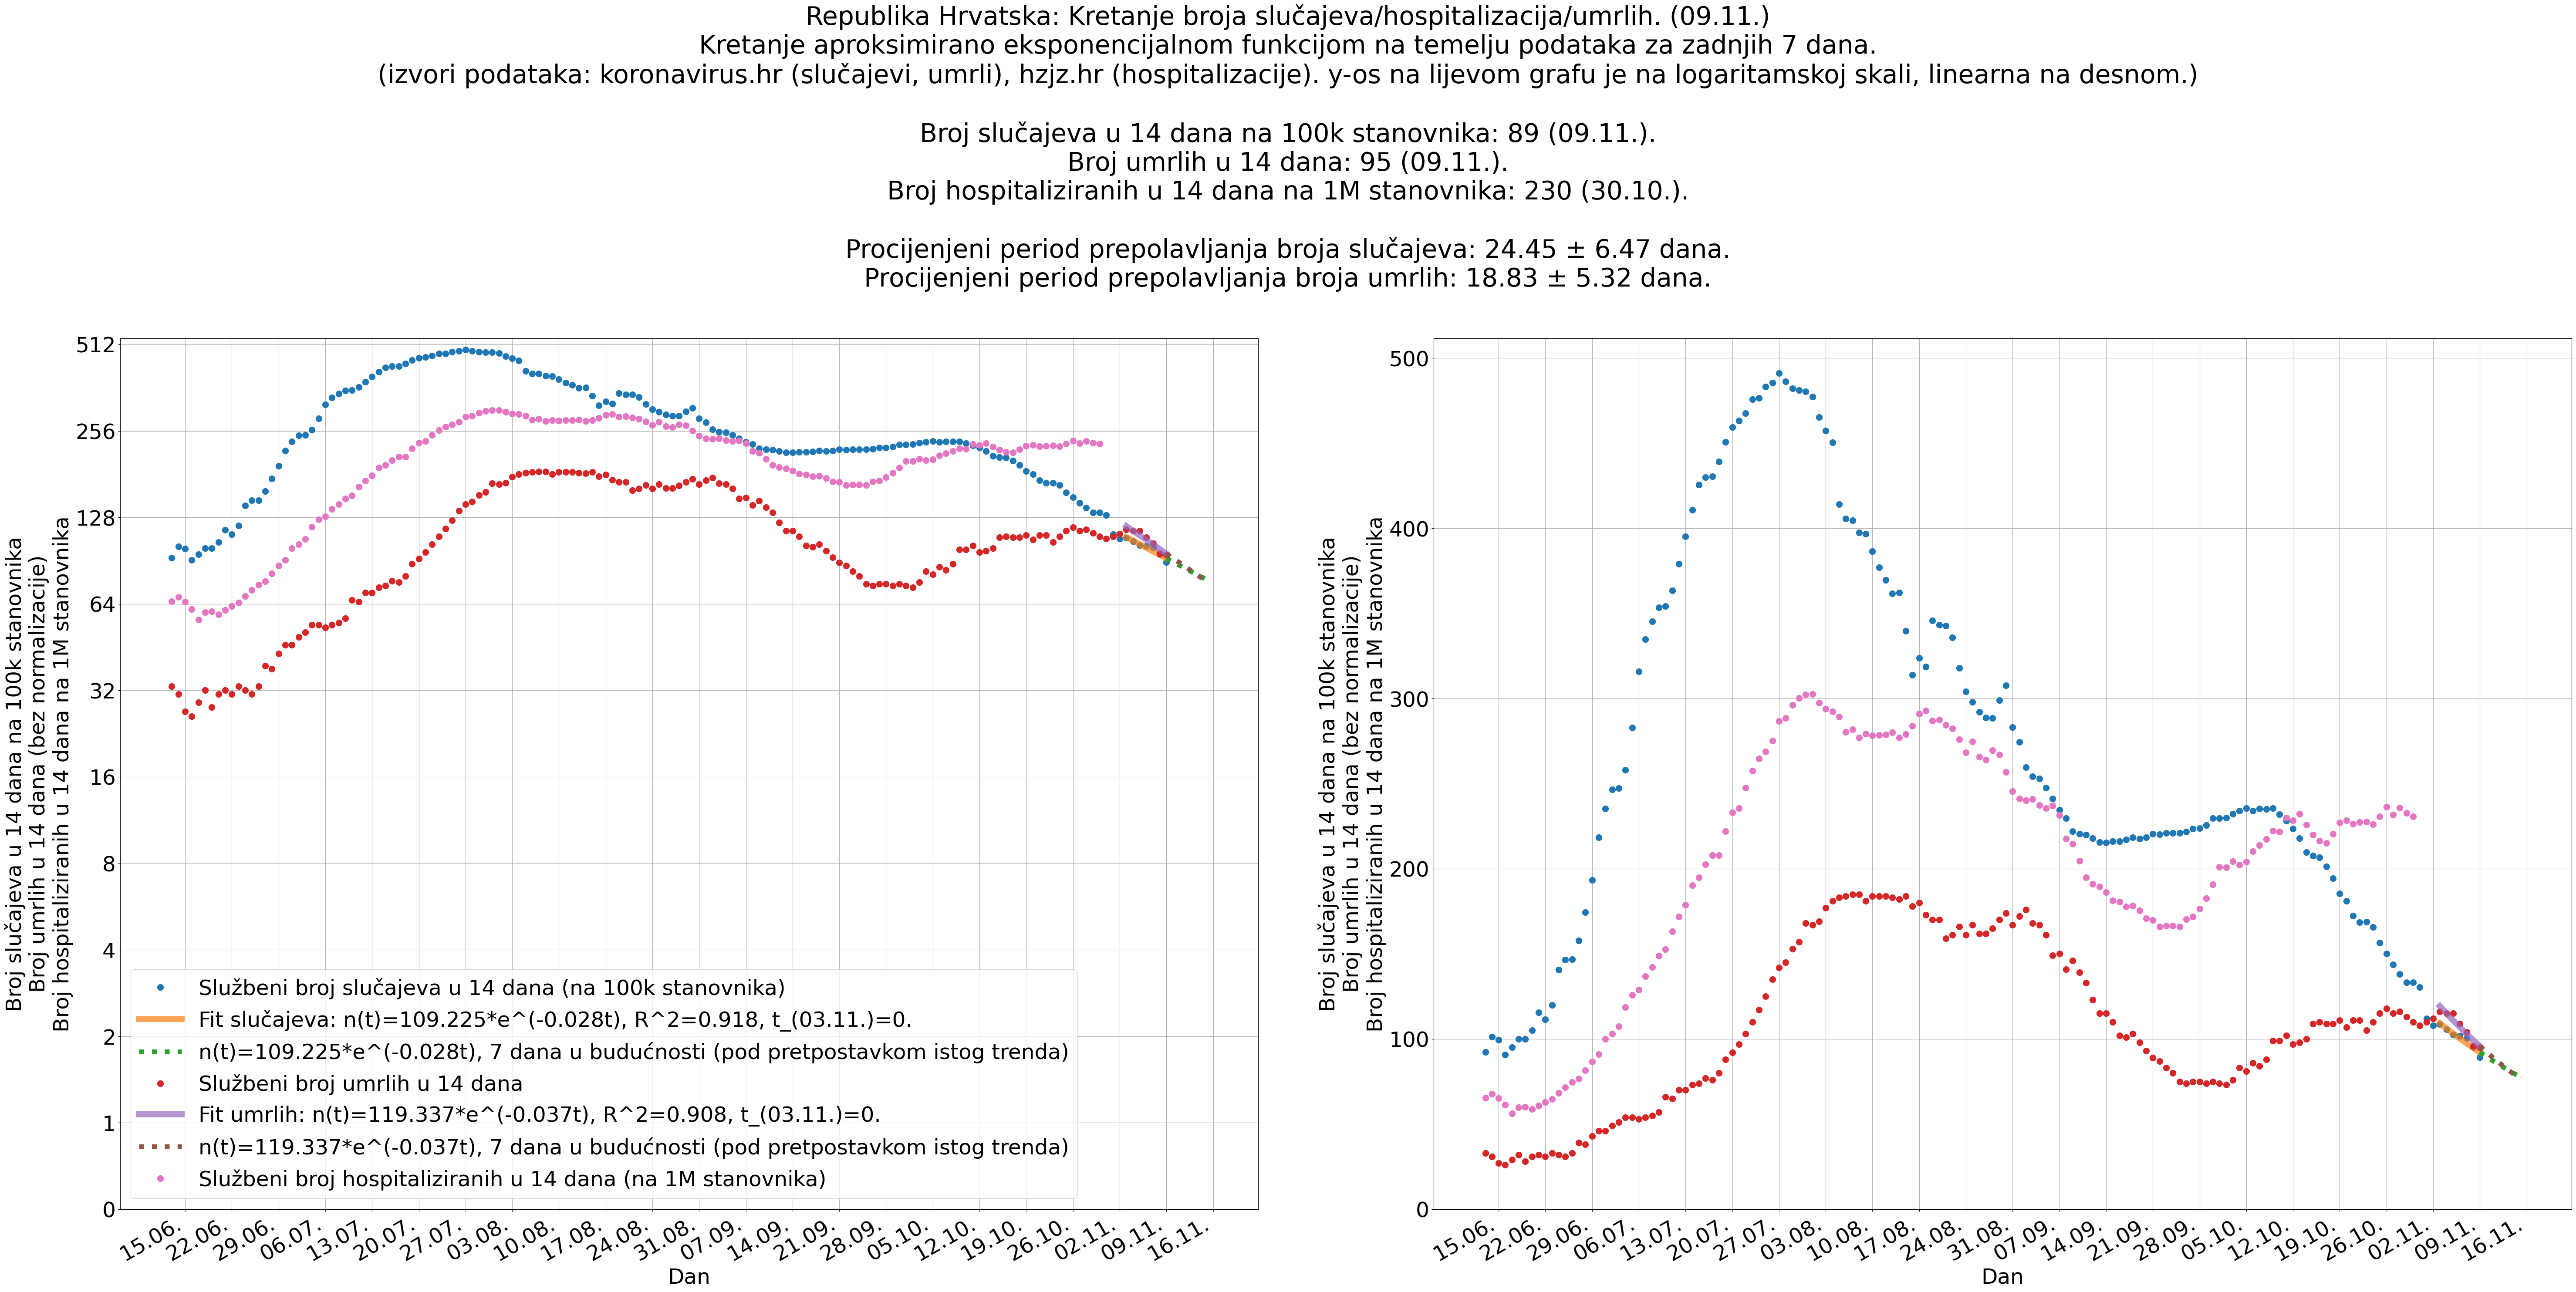 Republika Hrvatska: Kretanje broja slučajeva/hospitalizacija/umrlih. (09.11.)
Kretanje aproksimirano eksponencijalnom funkcijom na temelju podataka za zadnjih 7 dana.
(izvori podataka: koronavirus.hr (slučajevi, umrli), hzjz.hr (hospitalizacije). y-os na lijevom grafu je na logaritamskoj skali, linearna na desnom.)
Broj slučajeva u 14 dana na 100k stanovnika: 89 (09.11.).
Broj umrlih u 14 dana: 95 (09.11.).
Broj hospitaliziranih u 14 dana na 1M stanovnika: 230 (30.10.).
Procijenjeni period prepolavljanja broja slučajeva: 24.45 ± 6.47 dana.
Procijenjeni period prepolavljanja broja umrlih: 18.83 ± 5.32 dana.
Broj slučajeva u 14 dana na 100k stanovnika
Broj umrlih u 14 dana (bez normalizacije)
Broj hospitaliziranih u 14 dana na 1M stanovnika
512
256
128
64
32
16
8
4
2
1
0
Službeni broj slučajeva u 14 dana (na 100k stanovnika)
Fit slučajeva: n(t)=109.225*e^(-0.028t), R^2=0.918, t_(03.11.)=0.
n(t)=109.225*e^(-0.028t), 7 dana u budućnosti (pod pretpostavkom istog trenda)
Službeni broj umrlih u 14 dana
Fit umrlih: n(t)=119.337*e^(-0.037t), R^2=0.908, t_(03.11.)=0.
n(t)=119.337*e^(-0.037t), 7 dana u budućnosti (pod pretpostavkom istog trenda)
Službeni broj hospitaliziranih u 14 dana (na 1M stanovnika)
15.06. 22.06. 29.06. 06.07. 13.07. 20.07. 27.07. 03.08. 10.08. 17.08. 24.08. 31.08. 07.09. 14.09. 21.09. 28.09. 05.10. 12.10. 19.10. 26.10. 02.11. 09.11. 16.11.
Dan
Broj slučajeva u 14 dana na 100k stanovnika
Broj umrlih u 14 dana (bez normalizacije)
Broj hospitaliziranih u 14 dana na 1M stanovnika
500
400
300
200
100
0
15.06. 22.06. 29.06. 06.07. 13.07. 20.07. 27.07. 03.08. 10.08. 17.08. 24.08. 31.08. 07.09. 14.09. 21.09. 28.09. 05.10. 12.10. 19.10. 26.10. 02.11. 09.11. 16.11.
Dan